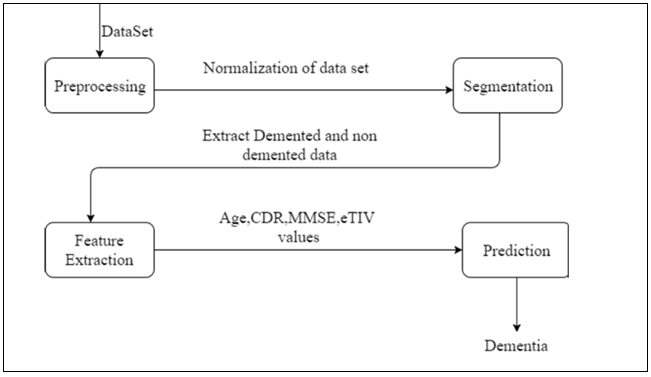 DataSet
Preprocessing
Normalization of data set
Segmentation
Extract Demented and non
demented data
Feature
Extraction
Age,CDR,MMSE,eTIV
values
Prediction
Dementia